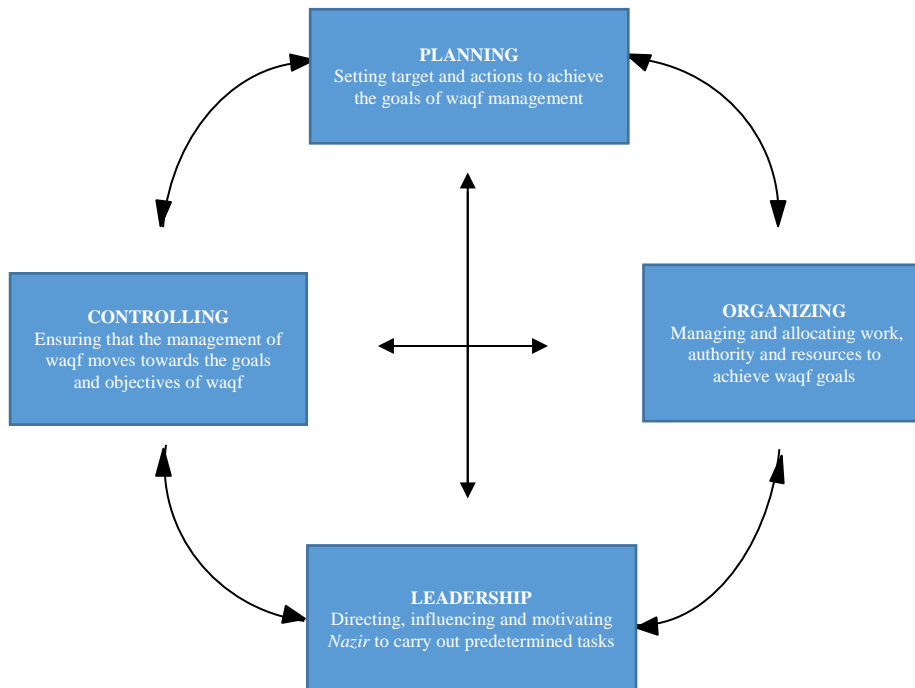 PLANNING
Setting target and actions to achieve
the goals of waqf management
CONTROLLING
Ensuring that the management of
waqf moves towards the goals
and objectives of waqf
ORGANIZING
Managing and allocating work,
authority and resources to
achieve waqf goals
LEADERSHIP
Directing, influencing and motivating
Nazir to carry out predetermined tasks